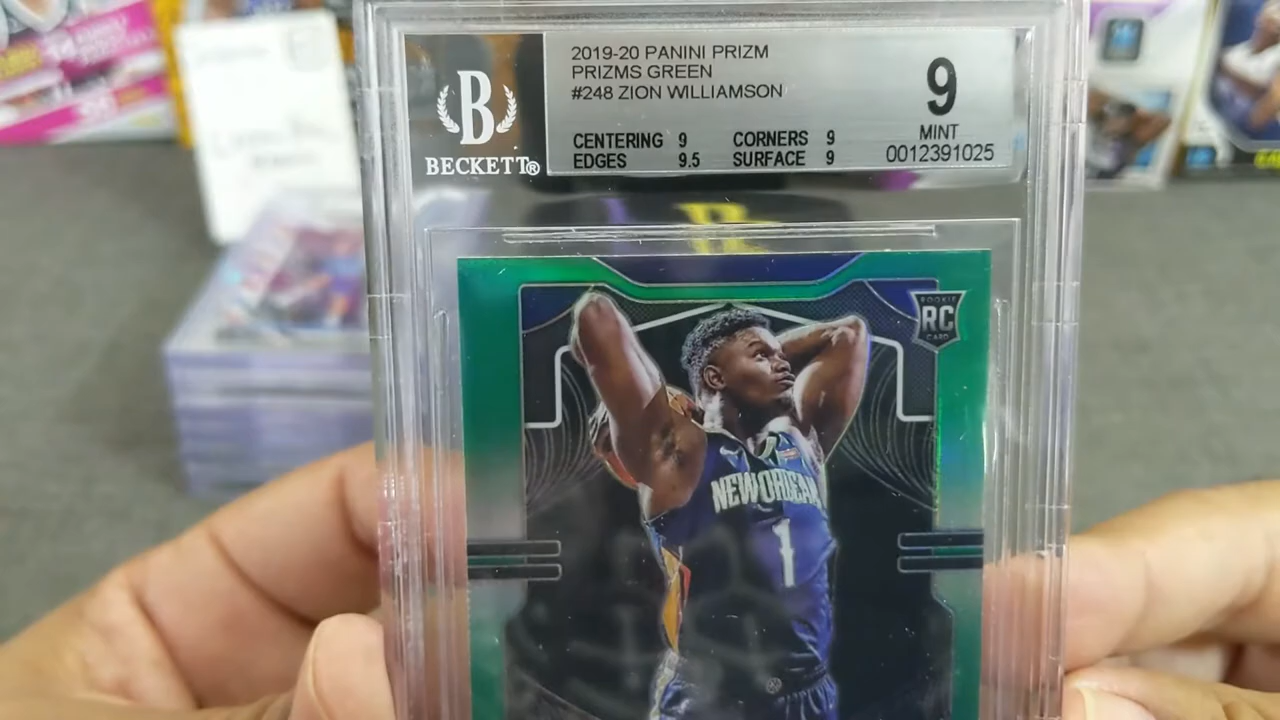 B
BECKETT®
2019-20 PANINI PRIZM
PRIZMS GREEN
#248 ZION WILLIAMSON
CENTERING 9 CORNERS 9
EDGES 9.5 SURFACE 9
9
MINT
0012391025
ROOKIE
RC
CARD
NEW ORLEAN
1